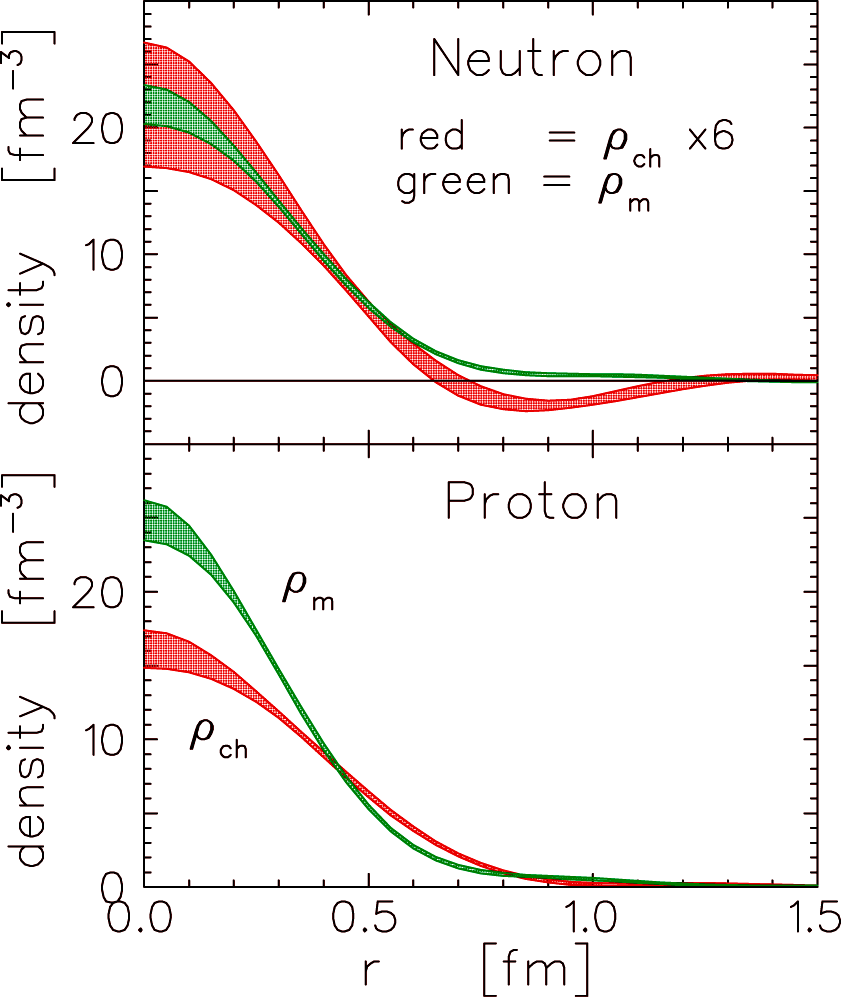 Neutron
red = ρch x6
green = ρm
density [fm−3]
20
10
0
Proton
ρm
ρch
density [fm−3]
20
10
0
0.0 0.5 1.0 1.5
r [fm]